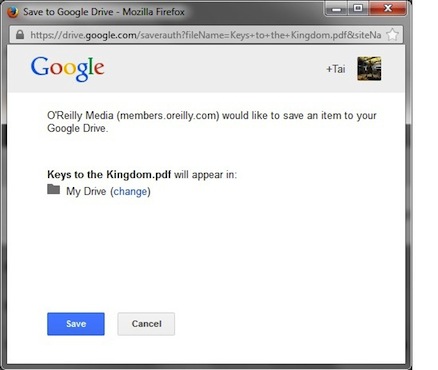 Save to Google Drive - Mozilla Firefox
https://drive.google.com/saverauth?fileName=Keys+to+the+Kingdom.pdf&siteNa
Google
+Tai
O'Reilly Media (members.oreilly.com) would like to save an item to your
Google Drive.
Keys to the Kingdom.pdf will appear in:
My Drive (change)
Save
Cancel